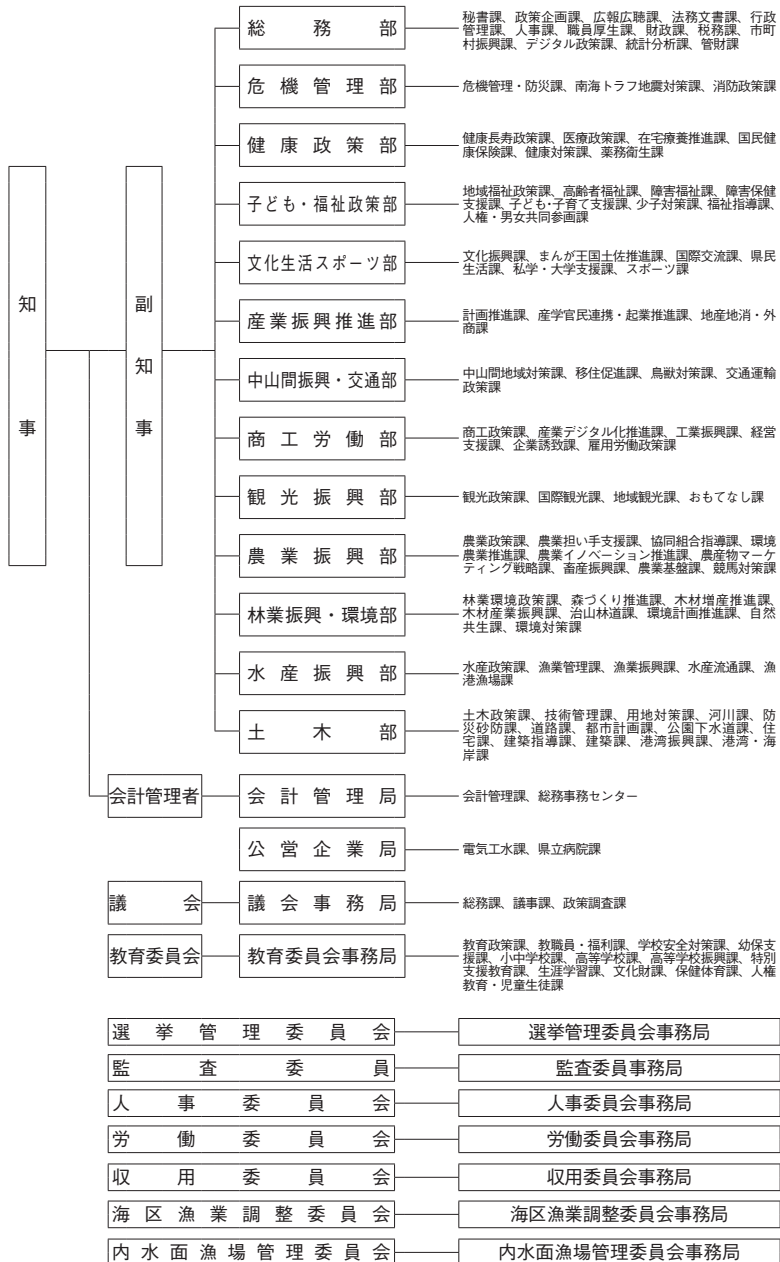 総務部
秘書課、政策企画課、広報広聴課、法務文書課、行政
管理課、人事課、職員厚生課、財政課、税務課、市町
村振興課、デジタル政策課、統計分析課、管財課
危機管理部
危機管理・防災課、南海トラフ地震対策課、消防政策課
健康政策部
健康長寿政策課、医療政策課、在宅療養推進課、国民健
康保険課、健康対策課、薬務衛生課
知事
副知事
子ども・福祉政策部
地域福祉政策課、高齢者福祉課、障害福祉課、障害保健
支援課、子ども・子育て支援課、少子対策課、福祉指導課、
人権・男女共同参画課
文化生活スポーツ部
文化振興課、まんが王国土佐推進課、国際交流課、県民
生活課、私学・大学支援課、スポーツ課
産業振興推進部
計画推進課、産学官民連携・起業推進課、地産地消・外
商課
中山間振興・交通部
中山間地域対策課、移住促進課、鳥獣対策課、交通運輸
政策課
商工労働部
商工政策課、産業デジタル化推進課、工業振興課、経営
支援課、企業誘致課、雇用労働政策課
観光振興部
観光政策課、国際観光課、地域観光課、おもてなし課
農業振興部
農業政策課、農業担い手支援課、協同組合指導課、環境
農業推進課、農業イノベーション推進課、農産物マーケ
ティング戦略課、畜産振興課、農業基盤課、競馬対策課
林業振興・環境部
林業環境政策課、森づくり推進課、木材増産推進課、
木材産業振興課、治山林道課、環境計画推進課、自然
共生課、環境対策課
水産振興部
水産政策課、漁業管理課、漁業振興課、水産流通課、漁
港漁場課
土木部
土木政策課、技術管理課、用地対策課、河川課、防
災砂防課、道路課、都市計画課、公園下水道課、住
宅課、建築指導課、建築課、港湾振興課、港湾・海
岸課
会計管理者
会計管理局
会計管理課、総務事務センター
公営企業局
電気工水課、県立病院課
議会
議会事務局
総務課、議事課、政策調査課
教育委員会
教育委員会事務局
教育政策課、教職員・福利課、学校安全対策課、幼保支
援課、小中学校課、高等学校課、高等学校振興課、特別
支援教育課、生涯学習課、文化財課、保健体育課、人権
教育・児童生徒課
選挙管理委員会
選挙管理委員会事務局
監査委員
監査委員事務局
人事委員会
人事委員会事務局
労働委員会
労働委員会事務局
収用委員会
収用委員会事務局
海区漁業調整委員会
海区漁業調整委員会事務局
内水面漁場管理委員会
内水面漁場管理委員会事務局